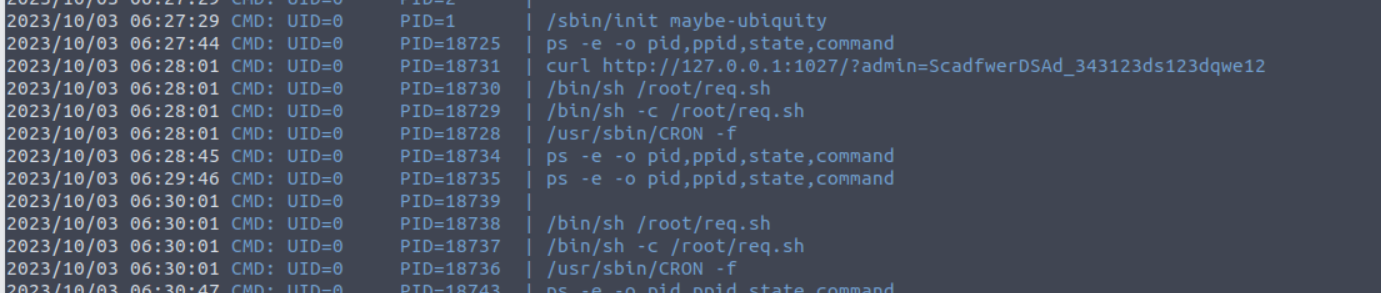 2023/10/03 06:27:29 CMD: UID=0 PID=2 |
2023/10/03 06:27:29 CMD: UID=0 PID=1 | /sbin/init maybe-ubiquity
2023/10/03 06:27:44 CMD: UID=0 PID=18725 | ps -e -o pid,ppid,state,command
2023/10/03 06:28:01 CMD: UID=0 PID=18731 | curl http://127.0.0.1:1027/?admin=ScadfwerDSAd_343123ds123dqwe12
2023/10/03 06:28:01 CMD: UID=0 PID=18730 | /bin/sh /root/req.sh
2023/10/03 06:28:01 CMD: UID=0 PID=18729 | /bin/sh -c /root/req.sh
2023/10/03 06:28:01 CMD: UID=0 PID=18728 | /usr/sbin/CRON -f
2023/10/03 06:28:45 CMD: UID=0 PID=18734 | ps -e -o pid,ppid,state,command
2023/10/03 06:29:46 CMD: UID=0 PID=18735 | ps -e -o pid,ppid,state,command
2023/10/03 06:30:01 CMD: UID=0 PID=18739 |
2023/10/03 06:30:01 CMD: UID=0 PID=18738 | /bin/sh /root/req.sh
2023/10/03 06:30:01 CMD: UID=0 PID=18737 | /bin/sh -c /root/req.sh
2023/10/03 06:30:01 CMD: UID=0 PID=18736 | /usr/sbin/CRON -f
2023/10/03 06:30:47 CMD: UID=0 PID=18743 | ps -e -o pid,ppid,state,command